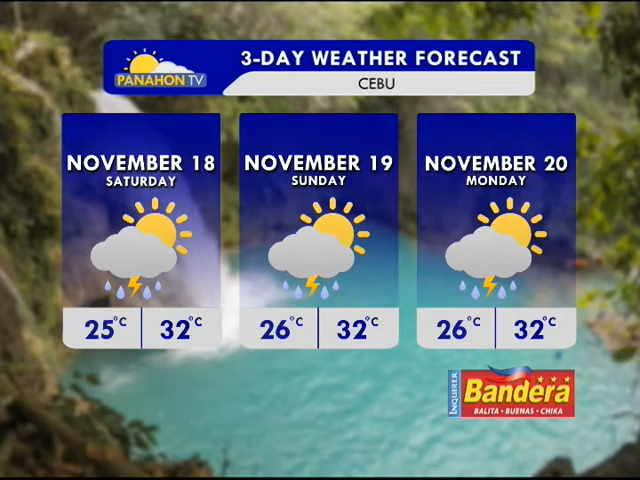 PANAHON TV
3-DAY WEATHER FORECAST
CEBU
NOVEMBER 18
SATURDAY
25°C
32°C
NOVEMBER 19
SUNDAY
26°C
32°C
NOVEMBER 20
MONDAY
26°C
32°C
INQUIRER
Bandera
BALITA • BUENAS • CHIKA